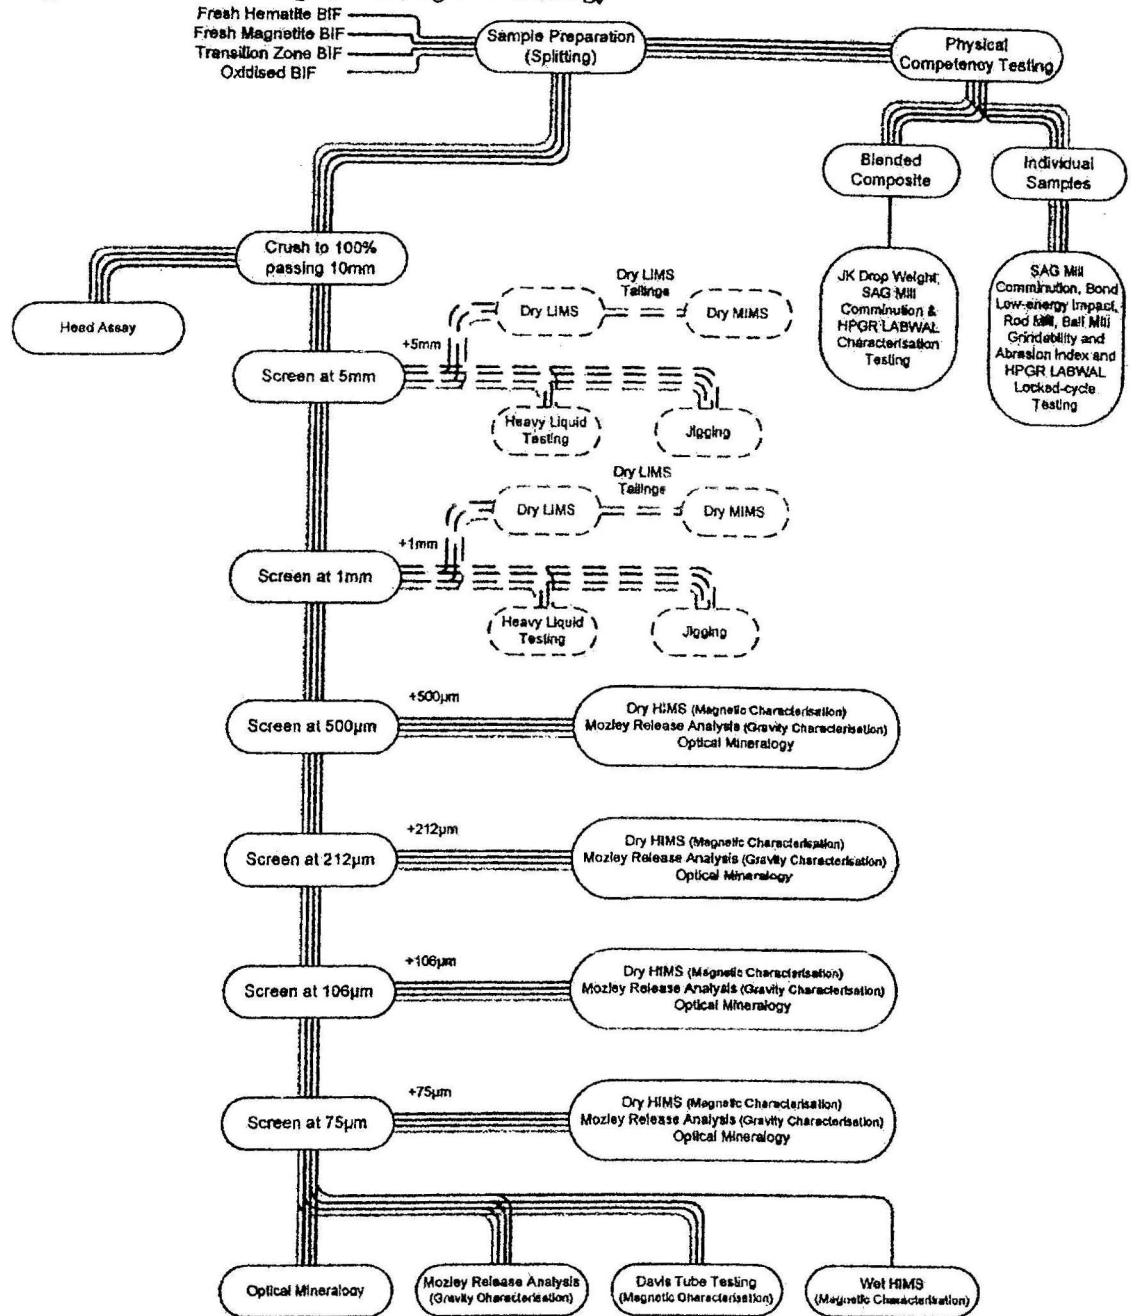 Fresh Hematite BIF
Fresh Magnetite BIF
Transition Zone BIF
Oxidised BIF
Sample Preparation
(Splitting)
Physical
Competency Testing
Blended
Composite
Individual
Samples
JK Drop Weight,
SAG Mill
Comminution &
HPGR LABWAL
Characterisation
Testing
SAG Mill
Comminution, Bond
Low-energy Impact,
Rod Mill, Ball Mill
Grindability and
Abrasion Index and
HPGR LABWAL
Locked-cycle
Testing
Crush to 100%
passing 10mm
Head Assay
Screen at 5mm
+5mm
Dry LIMS
Dry LIMS
Tailings
Dry MIMS
Heavy Liquid
Testing
Jigging
Screen at 1mm
+1mm
Dry LIMS
Dry LIMS
Tailings
Dry MIMS
Heavy Liquid
Testing
Jigging
Screen at 500µm
+500µm
Dry HIMS (Magnetic Characterisation)
Mozley Release Analysis (Gravity Characterisation)
Optical Mineralogy
Screen at 212µm
+212µm
Dry HIMS (Magnetic Characterisation)
Mozley Release Analysis (Gravity Characterisation)
Optical Mineralogy
Screen at 106µm
+106µm
Dry HIMS (Magnetic Characterisation)
Mozley Release Analysis (Gravity Characterisation)
Optical Mineralogy
Screen at 75µm
+75µm
Dry HIMS (Magnetic Characterisation)
Mozley Release Analysis (Gravity Characterisation)
Optical Mineralogy
Optical Mineralogy
Mozley Release Analysis
(Gravity Characterisation)
Davis Tube Testing
(Magnetic Characterisation)
Wet HIMS
(Magnetic Characterisation)